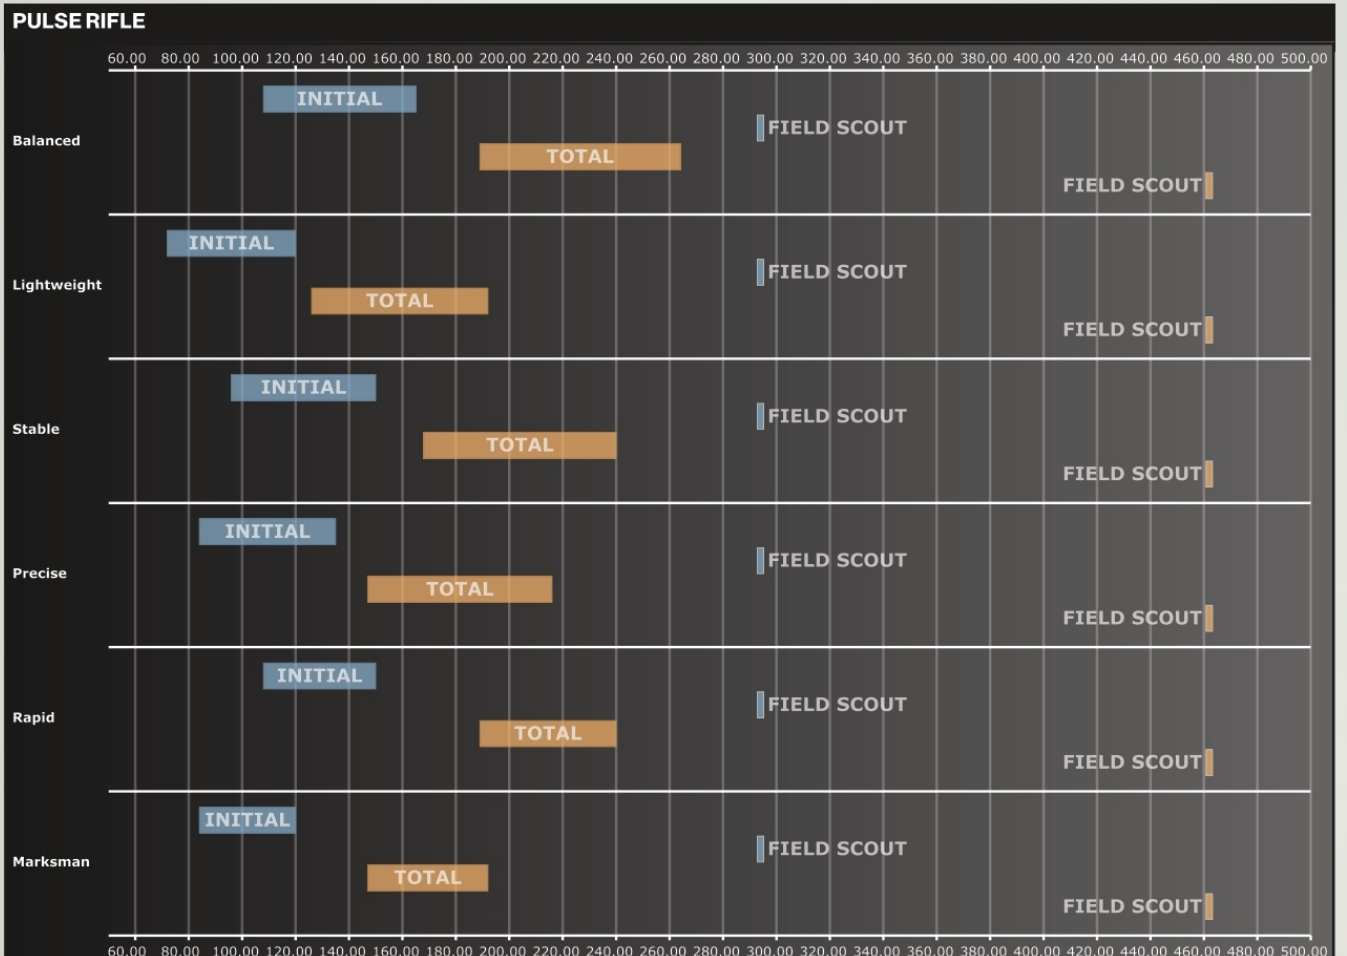 PULSE RIFLE
60.00 80.00 100.00 120.00 140.00 160.00 180.00 200.00 220.00 240.00 260.00 280.00 300.00 320.00 340.00 360.00 380.00 400.00 420.00 440.00 460.00 480.00 500.00
INITIAL
FIELD SCOUT
Balanced
TOTAL
FIELD SCOUT
INITIAL
FIELD SCOUT
Lightweight
TOTAL
FIELD SCOUT
INITIAL
FIELD SCOUT
Stable
TOTAL
FIELD SCOUT
INITIAL
FIELD SCOUT
Precise
TOTAL
FIELD SCOUT
INITIAL
FIELD SCOUT
Rapid
TOTAL
FIELD SCOUT
INITIAL
FIELD SCOUT
Marksman
TOTAL
FIELD SCOUT
60.00 80.00 100.00 120.00 140.00 160.00 180.00 200.00 220.00 240.00 260.00 280.00 300.00 320.00 340.00 360.00 380.00 400.00 420.00 440.00 460.00 480.00 500.00